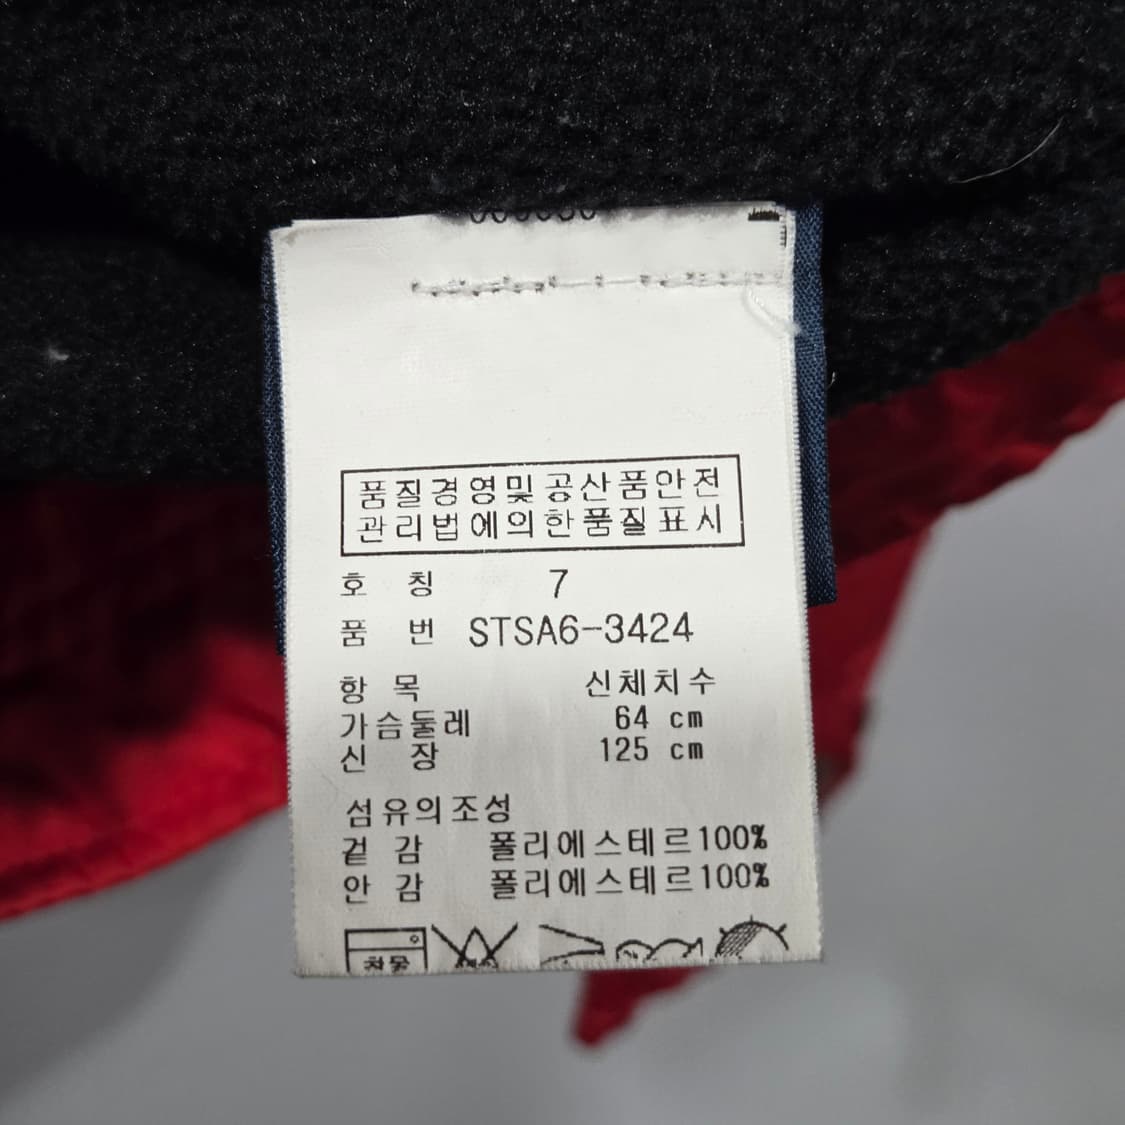 품질경영및공산품안전
관리법에의한품질표시
호 칭 7
품 번 STSA6-3424
항 목 신체치수
가슴둘레 64 cm
신 장 125 cm
섬유의조성
겉 감 폴리에스테르100%
안 감 폴리에스테르100%